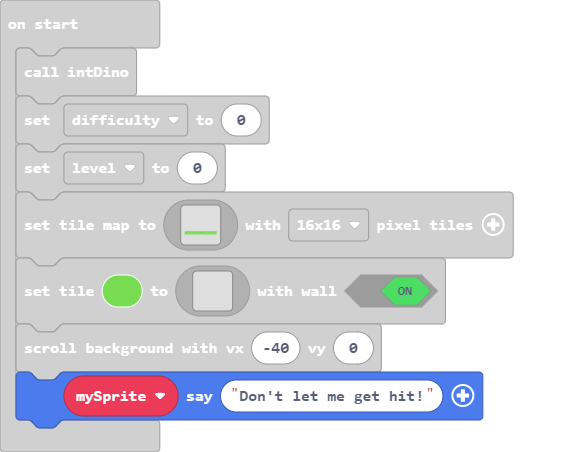 on start
call intDino
set difficulty to 0
set level to 0
set tile map to with 16x16 pixel tiles
set tile to with wall ON
scroll background with vx -40 vy 0
mySprite say "Don't let me get hit!"